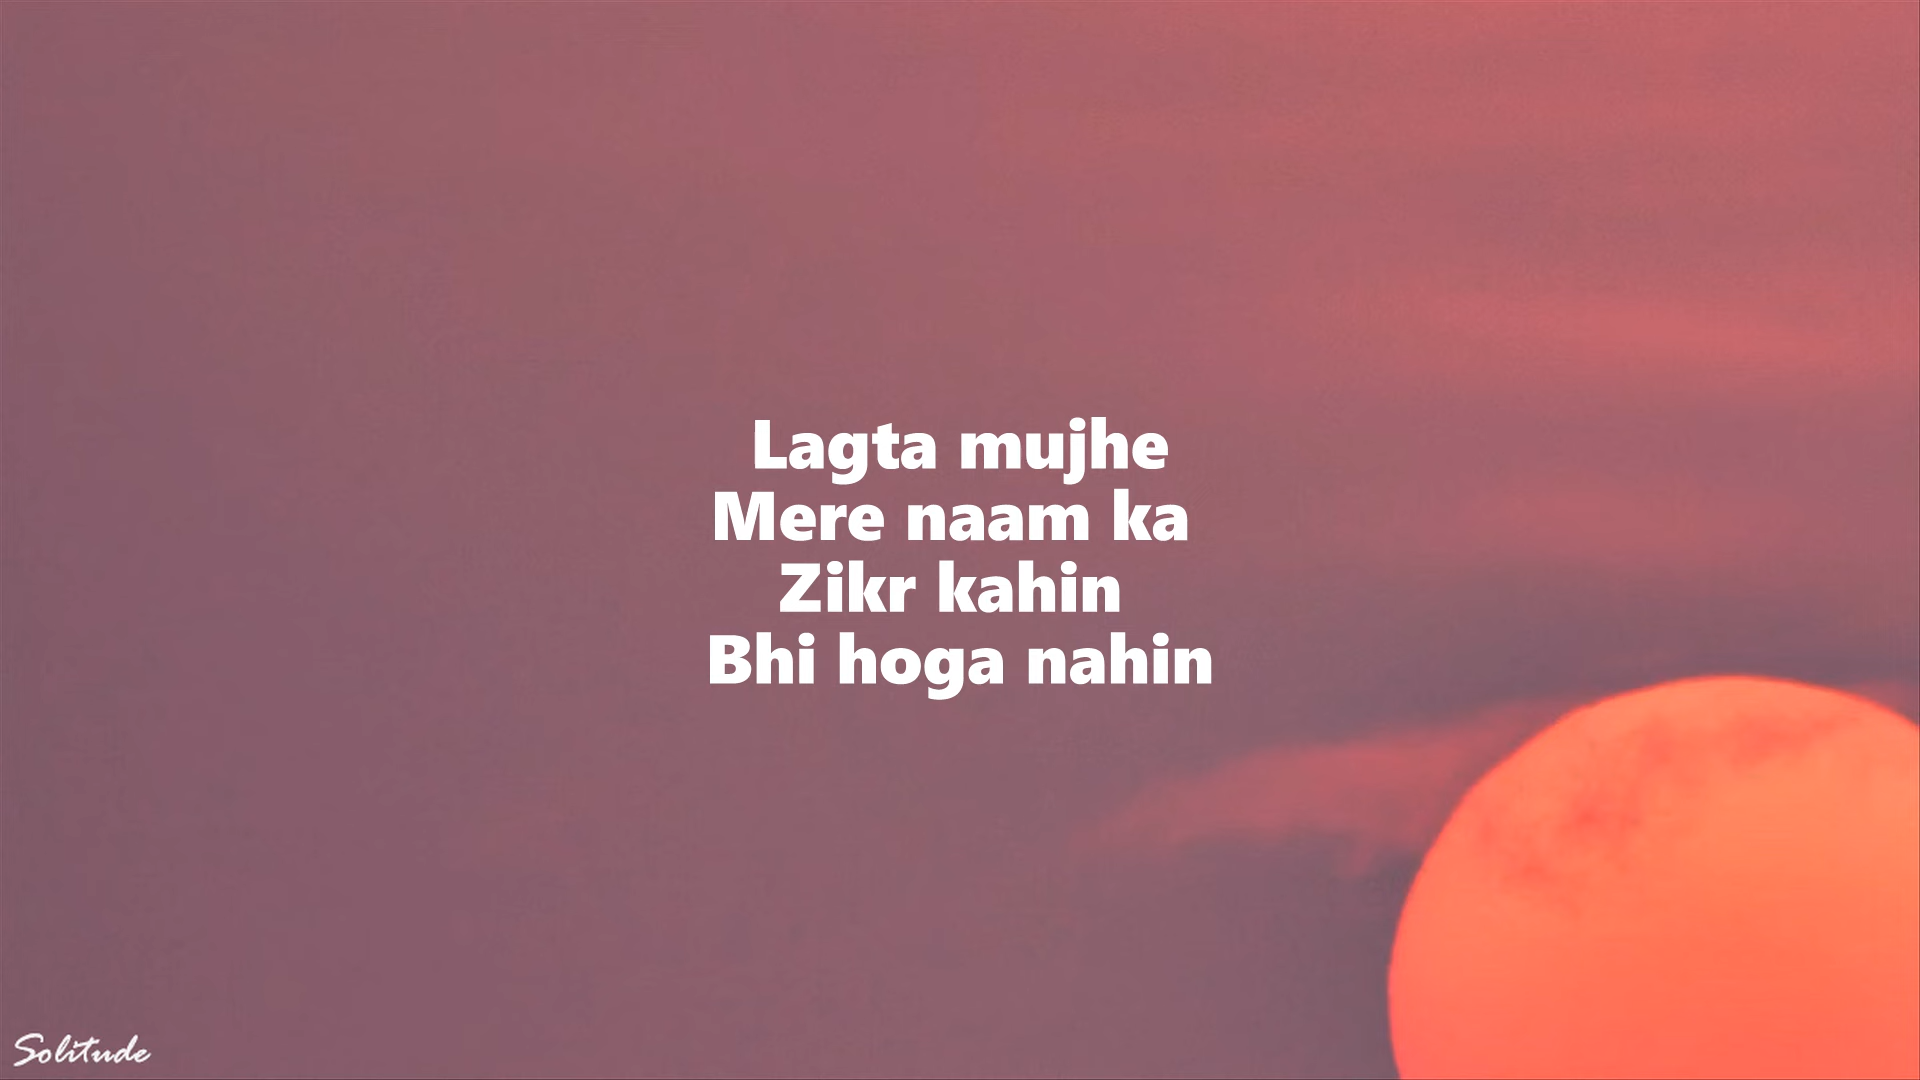 Lagta mujhe
Mere naam ka
Zikr kahin
Bhi hoga nahin
Solitude